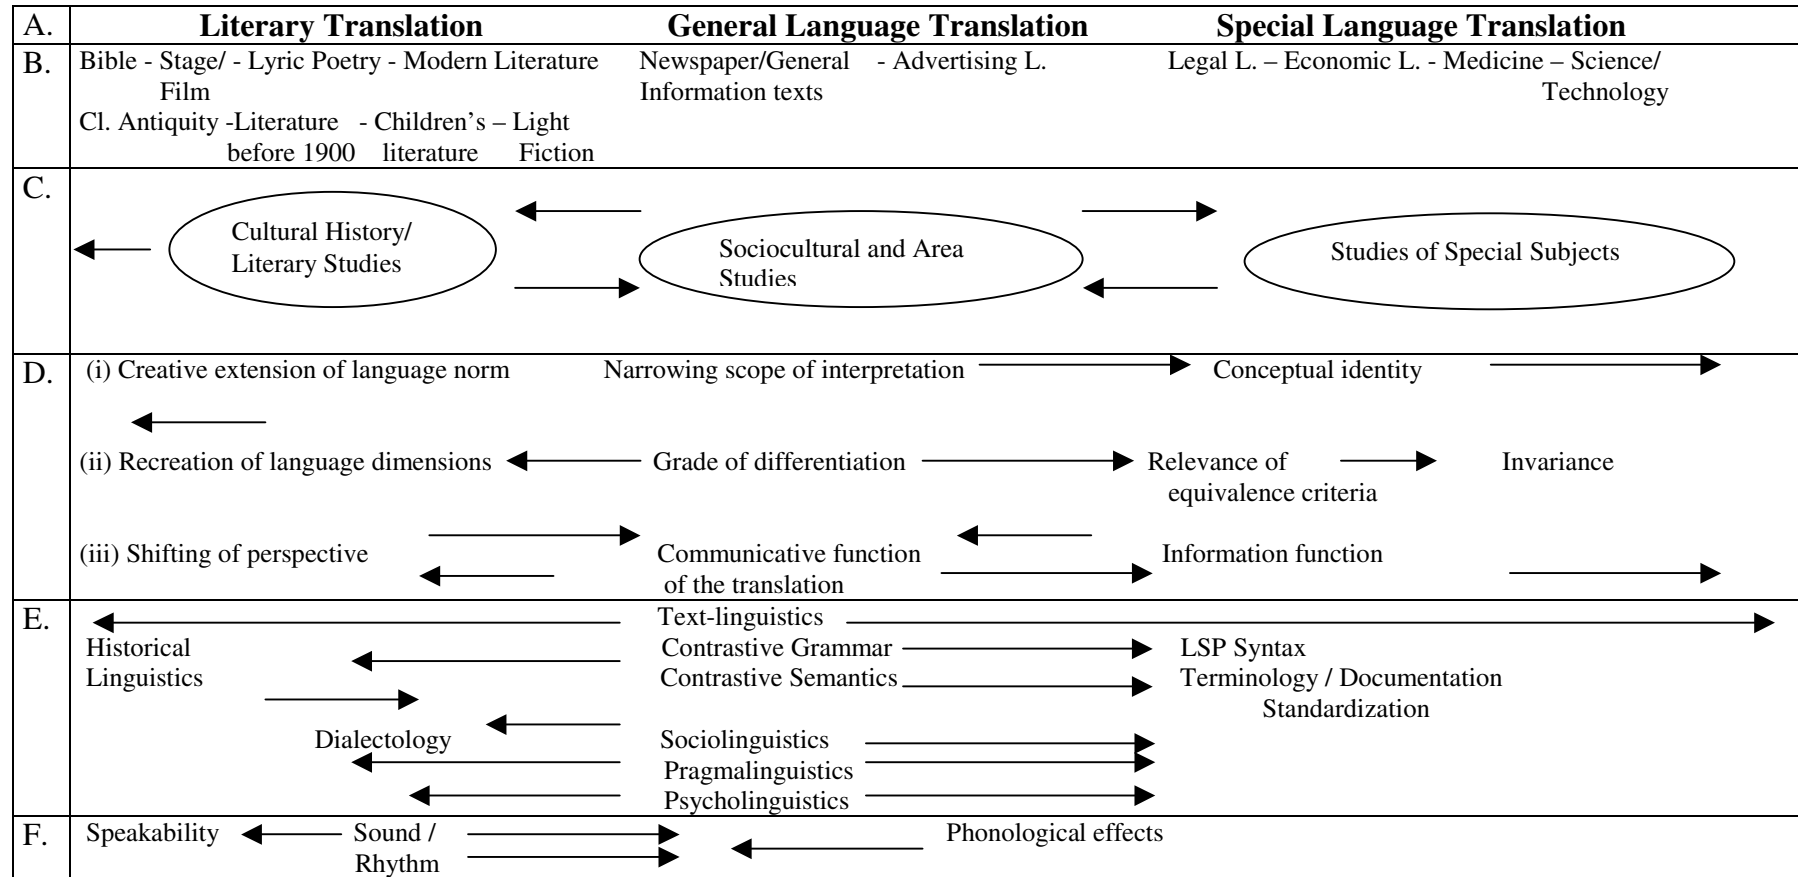 A. Literary Translation General Language Translation Special Language Translation
B. Bible - Stage/ - Lyric Poetry - Modern Literature Newspaper/General - Advertising L. Legal L. – Economic L. - Medicine – Science/
Film Information texts Technology
Cl. Antiquity -Literature - Children's – Light
before 1900 literature Fiction
C.
Cultural History/
Literary Studies
Sociocultural and Area
Studies
Studies of Special Subjects
D. (i) Creative extension of language norm Narrowing scope of interpretation Conceptual identity
(ii) Recreation of language dimensions Grade of differentiation Relevance of Invariance
equivalence criteria
(iii) Shifting of perspective Communicative function Information function
of the translation
E. Text-linguistics
Historical Contrastive Grammar LSP Syntax
Linguistics Contrastive Semantics Terminology / Documentation
Standardization
Dialectology Sociolinguistics
Pragmalinguistics
Psycholinguistics
F. Speakability Sound / Phonological effects
Rhythm